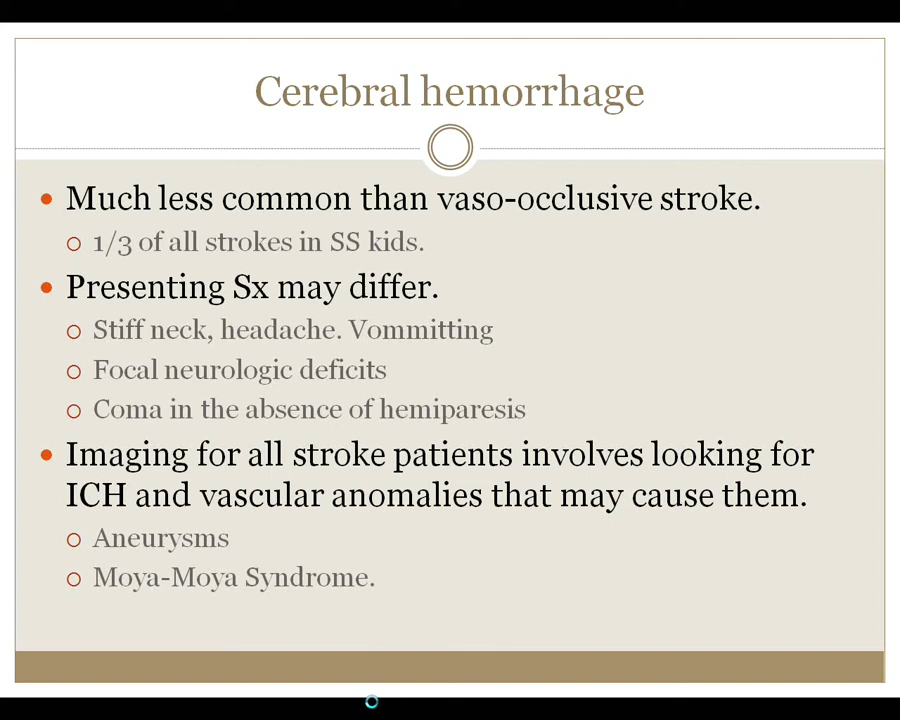 Cerebral hemorrhage
Much less common than vaso-occlusive stroke.
1/3 of all strokes in SS kids.
Presenting Sx may differ.
Stiff neck, headache. Vommitting
Focal neurologic deficits
Coma in the absence of hemiparesis
Imaging for all stroke patients involves looking for
ICH and vascular anomalies that may cause them.
Aneurysms
Moya-Moya Syndrome.